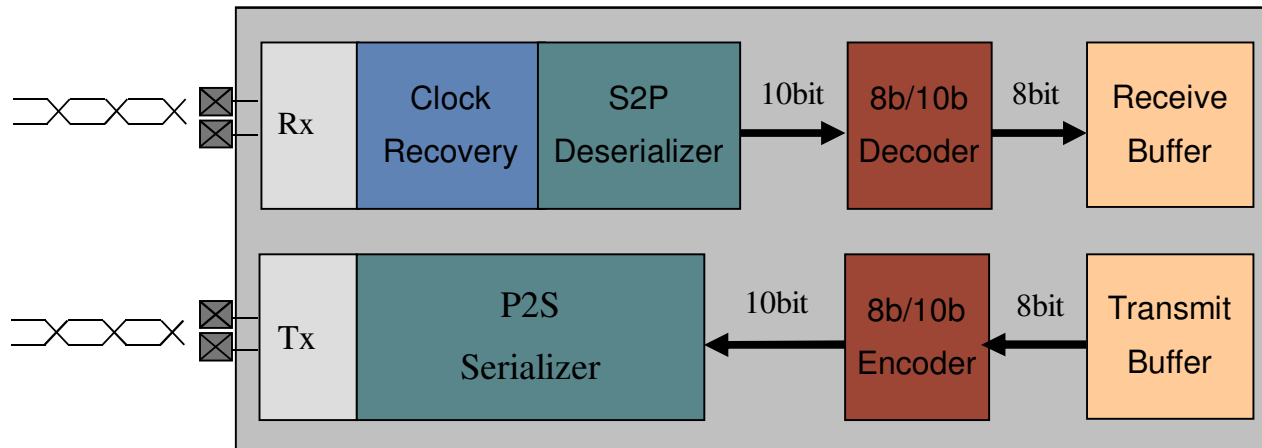 Rx
Clock
Recovery
S2P
Deserializer
10bit
8b/10b
Decoder
8bit
Receive
Buffer
Tx
P2S
Serializer
10bit
8b/10b
Encoder
8bit
Transmit
Buffer